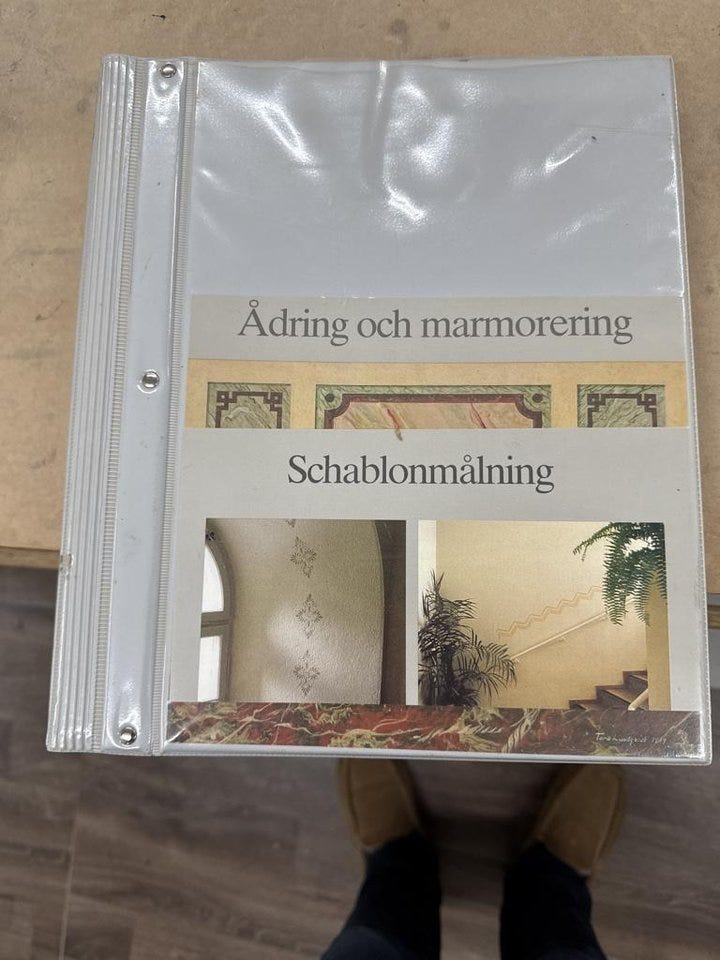 Ådring och marmorering
Schablonmålning